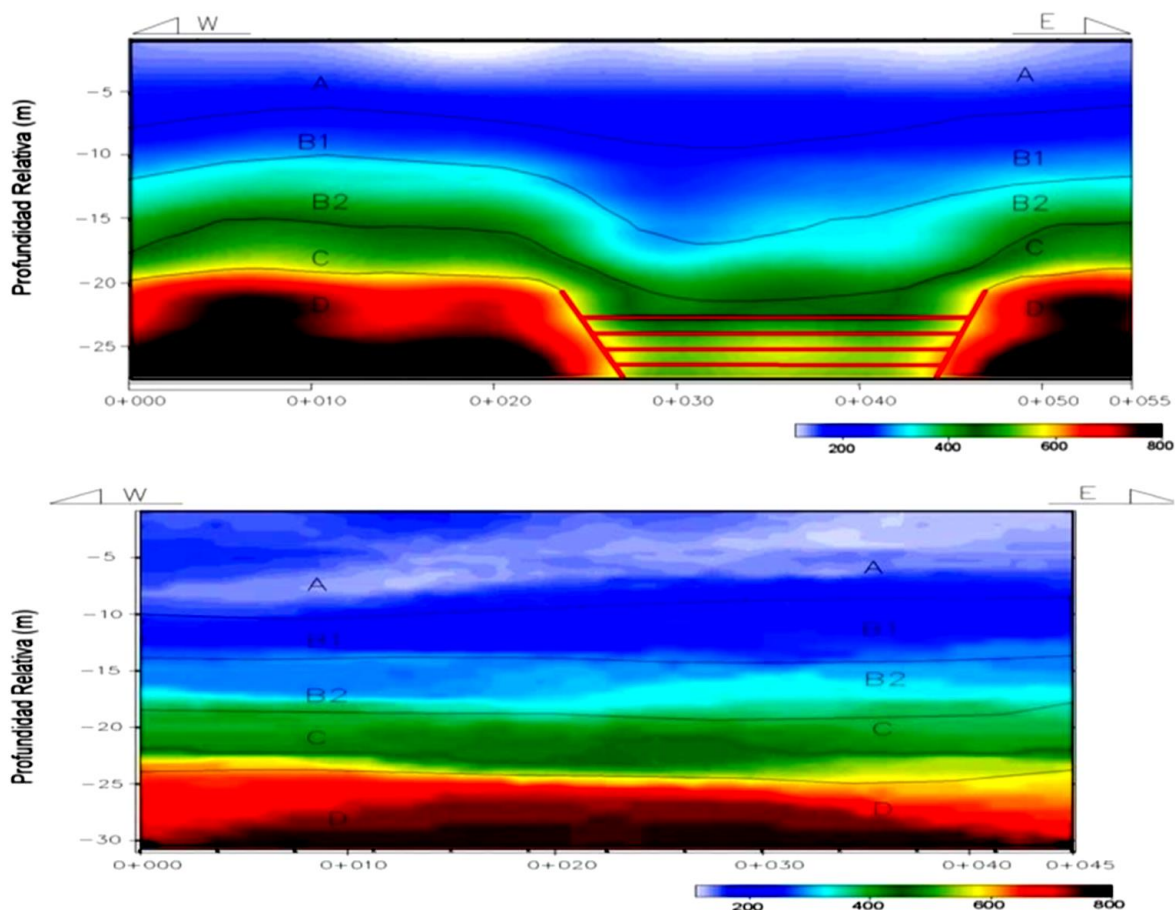 W E
A A
B1 B1
B2 B2
C C
D D
Profundidad Relativa (m)
-5
-10
-15
-20
-25
0+000 0+010 0+020 0+030 0+040 0+050 0+055
200 400 600 800
W E
A A
B1 B1
B2 B2
C C
D D
Profundidad Relativa (m)
-5
-10
-15
-20
-25
-30
0+000 0+010 0+020 0+030 0+040 0+045
200 400 600 800